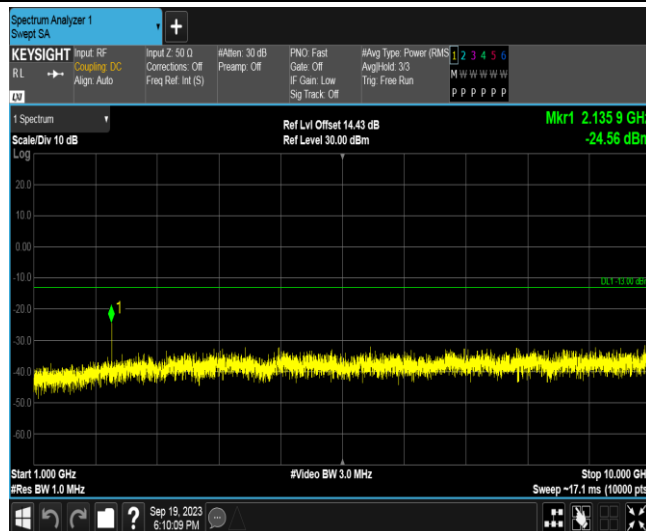 Spectrum Analyzer 1
Swept SA
+
KEYSIGHT
RL
LXI
Input: RF
Coupling: DC
Align: Auto
Input Z: 50 Ω
Corrections: Off
Freq Ref: Int (S)
#Atten: 30 dB
Preamp: Off
PNO: Fast
Gate: Off
IF Gain: Low
Sig Track: Off
#Avg Type: Power (RMS
Avg|Hold: 3/3
Trig: Free Run
1 2 3 4 5 6
M W W W W W
P P P P P P
1 Spectrum
Scale/Div 10 dB
Log
Ref Lvl Offset 14.43 dB
Ref Level 30.00 dBm
Mkr1 2.135 9 GHz
-24.56 dBm
20.0
10.0
0.00
-10.0
DL1 -13.00 dBm
-20.0
1
-30.0
-40.0
-50.0
-60.0
Start 1.000 GHz
#Res BW 1.0 MHz
#Video BW 3.0 MHz
Stop 10.000 GHz
Sweep ~17.1 ms (10000 pts)
?
Sep 19, 2023
6:10:09 PM